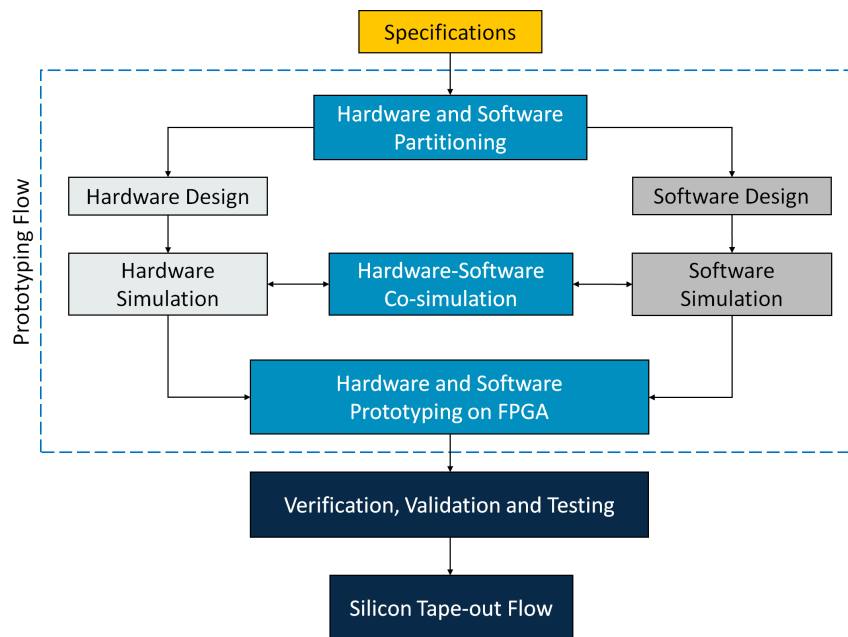 Specifications
Hardware and Software
Partitioning
Hardware Design
Software Design
Hardware
Simulation
Hardware-Software
Co-simulation
Software
Simulation
Prototyping Flow
Hardware and Software
Prototyping on FPGA
Verification, Validation and Testing
Silicon Tape-out Flow